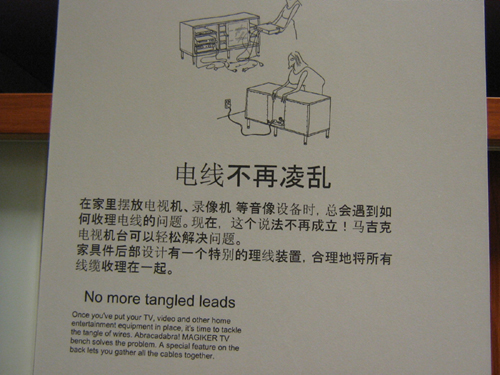 电线不再凌乱
在家里摆放电视机、录像机 等音像设备时，总会遇到如
何收理电线的问题。现在，这个说法不再成立！马吉克
电视机台可以轻松解决问题。
家具件后部设计有一个特别的理线装置，合理地将所有
线缆收理在一起。
No more tangled leads
Once you've put your TV, video and other home
entertainment equipment in place, it's time to tackle
the tangle of wires. Abracadabra! MAGIKER TV
bench solves the problem. A special feature on the
back lets you gather all the cables together.